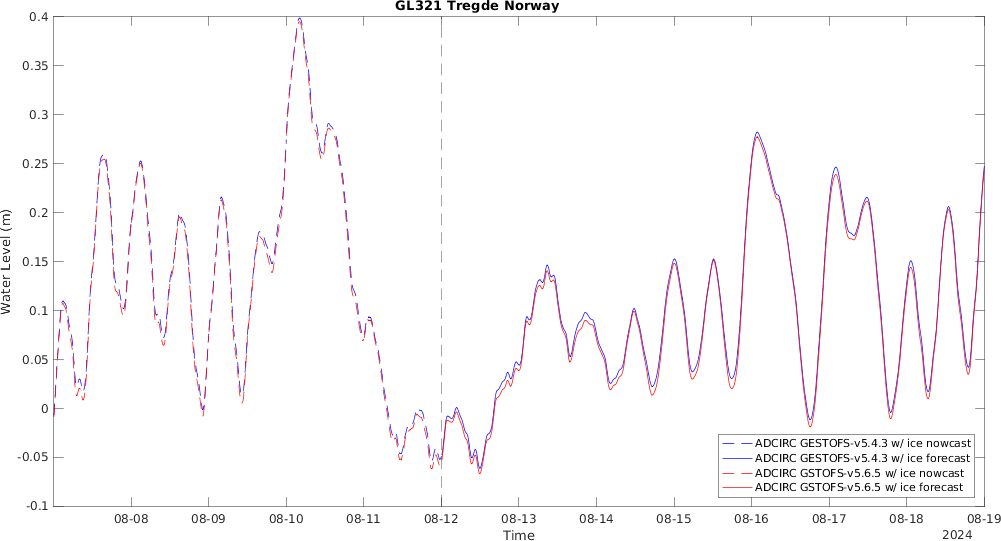 GL321 Tregde Norway
0.4
0.35
0.3
0.25
0.2
0.15
0.1
0.05
0
-0.05
-0.1
Water Level (m)
08-08 08-09 08-10 08-11 08-12 08-13 08-14 08-15 08-16 08-17 08-18 08-19
Time
2024
ADCIRC GESTOFS-v5.4.3 w/ ice nowcast
ADCIRC GESTOFS-v5.4.3 w/ ice forecast
ADCIRC GSTOFS-v5.6.5 w/ ice nowcast
ADCIRC GSTOFS-v5.6.5 w/ ice forecast